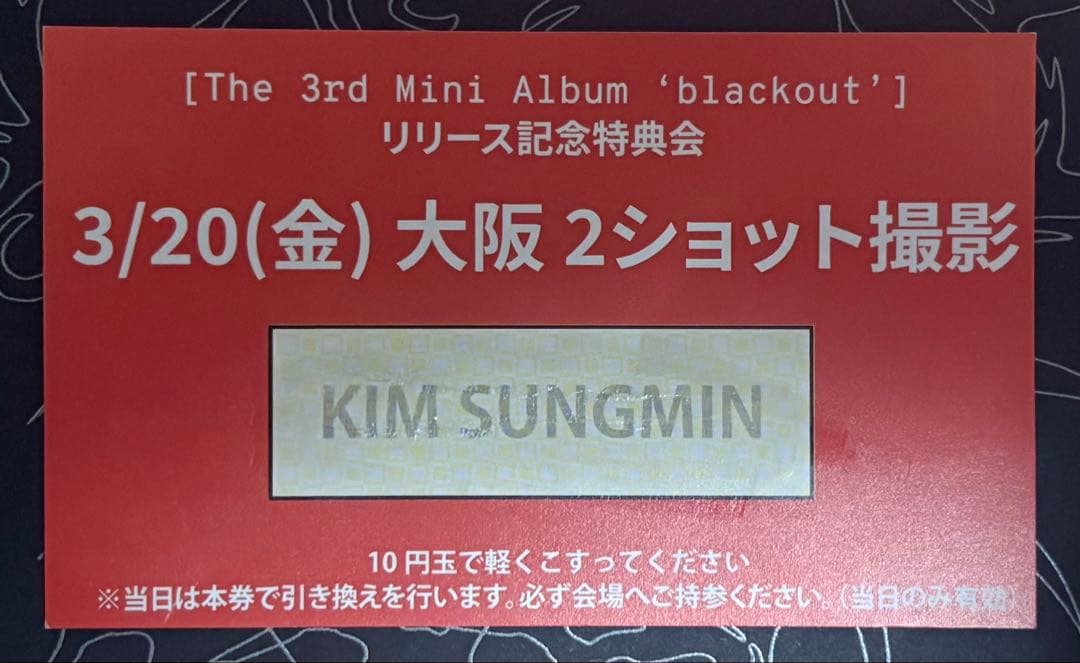 [The 3rd Mini Album ‘blackout’]
リリース記念特典会
3/20(金) 大阪 2ショット撮影
KIM SUNGMIN
10円玉で軽くこすってください
※当日は本券で引き換えを行います。必ず会場へご持参ください。(当日のみ有効)